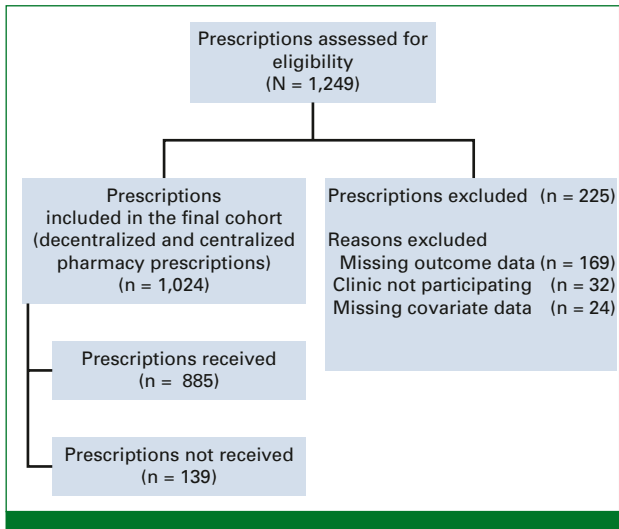 Prescriptions assessed for
eligibility
(N = 1,249)
Prescriptions
included in the final cohort
(decentralized and centralized
pharmacy prescriptions)
(n = 1,024)
Prescriptions excluded (n = 225)
Reasons excluded
Missing outcome data (n = 169)
Clinic not participating (n = 32)
Missing covariate data (n = 24)
Prescriptions received
(n = 885)
Prescriptions not received
(n = 139)